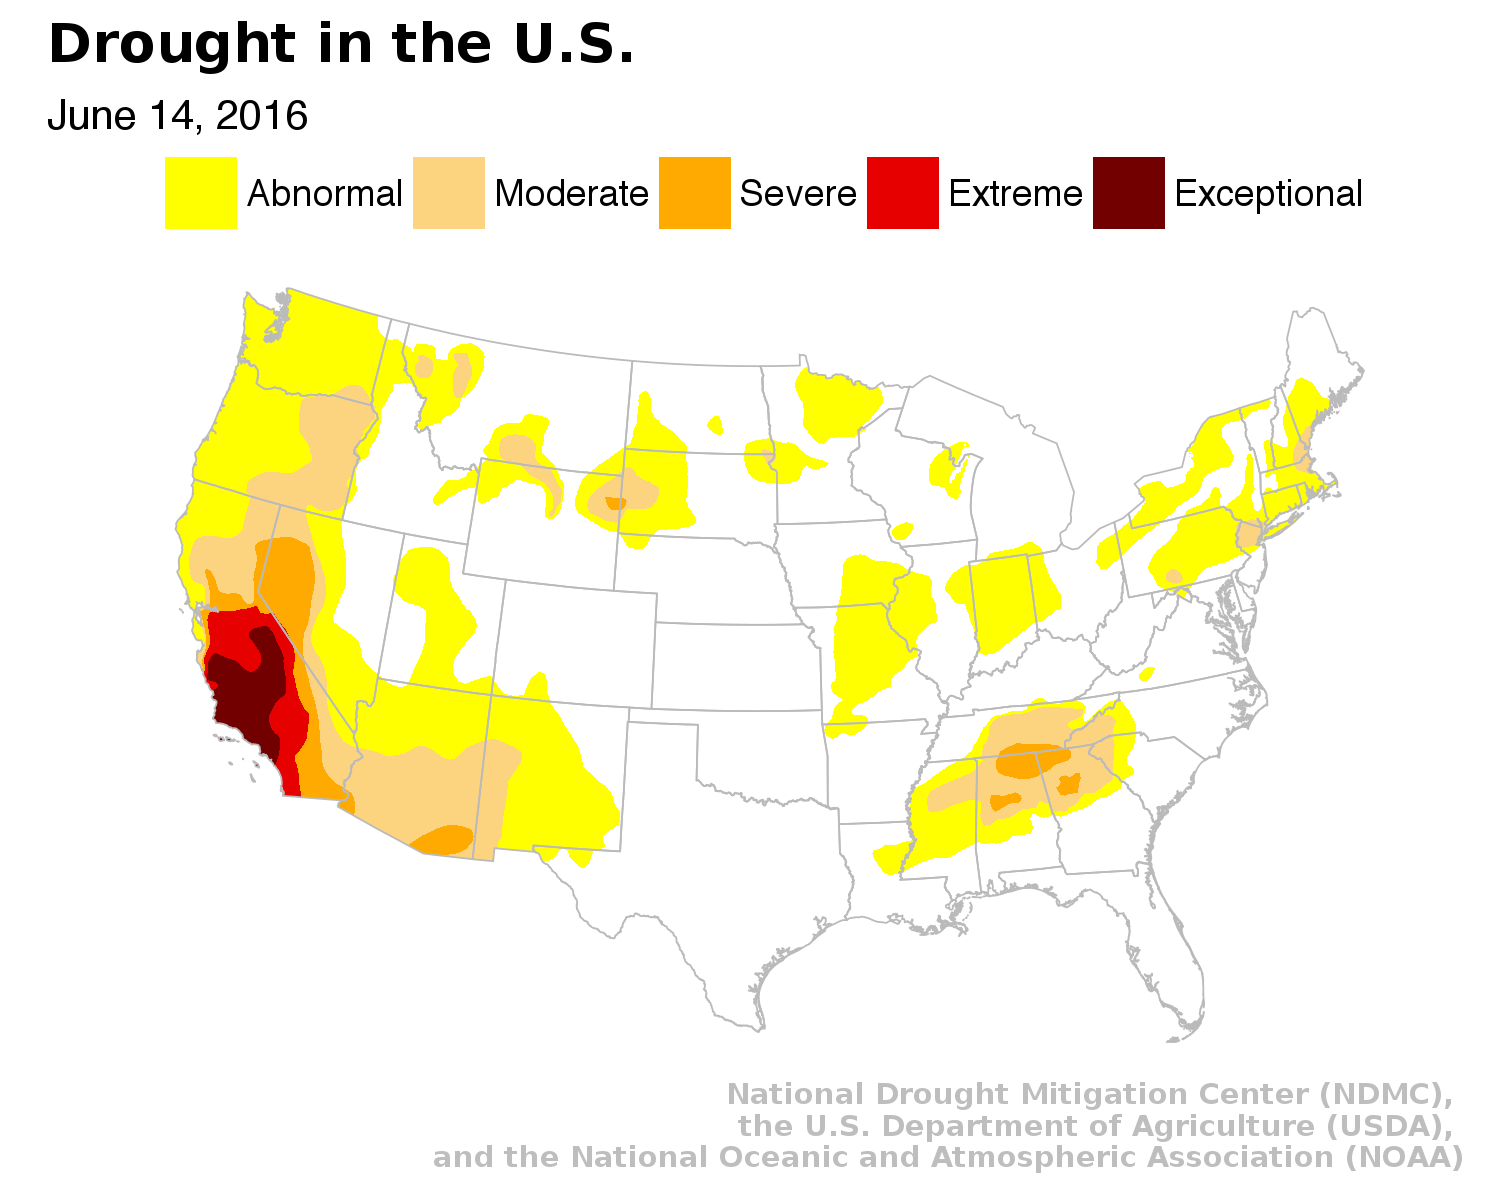 Drought in the U.S.
June 14, 2016
Abnormal Moderate Severe Extreme Exceptional
National Drought Mitigation Center (NDMC),
the U.S. Department of Agriculture (USDA),
and the National Oceanic and Atmospheric Association (NOAA)